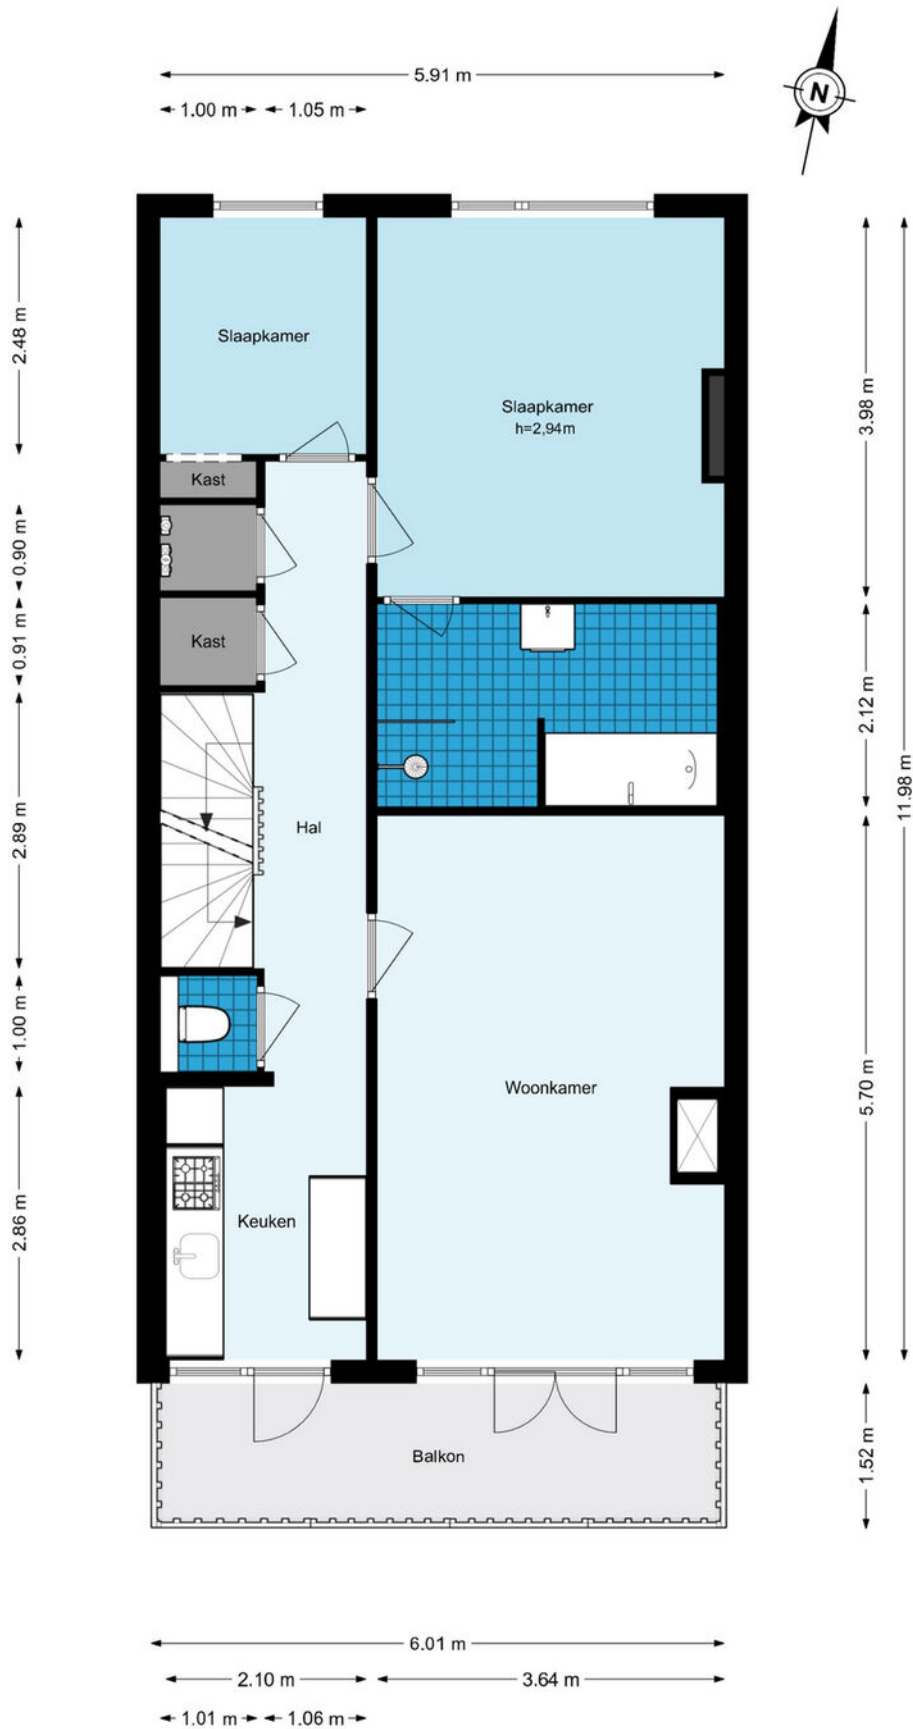 5.91 m
1.00 m
1.05 m
N
2.48 m
Slaapkamer
Slaapkamer
h=2,94m
3.98 m
Kast
0.90 m
Kast
0.91 m
2.12 m
11.98 m
2.89 m
Hal
1.00 m
Woonkamer
5.70 m
2.86 m
Keuken
Balkon
1.52 m
6.01 m
2.10 m
3.64 m
1.01 m
1.06 m